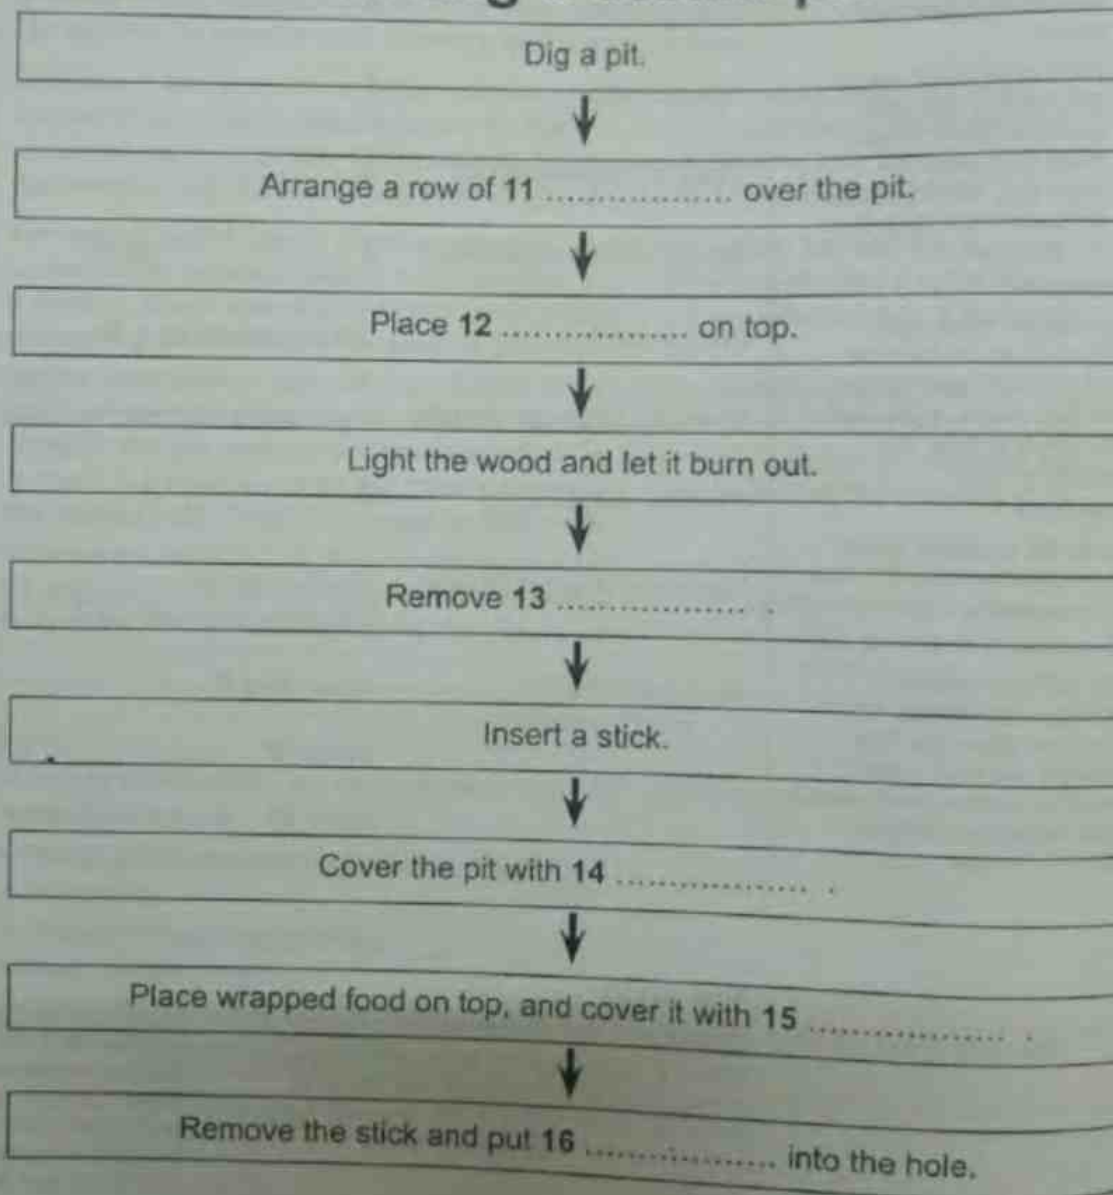 Dig a pit.
Arrange a row of 11 .................. over the pit.
Place 12 .................. on top.
Light the wood and let it burn out.
Remove 13 .................. .
Insert a stick.
Cover the pit with 14 .................. .
Place wrapped food on top, and cover it with 15 .................. .
Remove the stick and put 16 .................. into the hole.